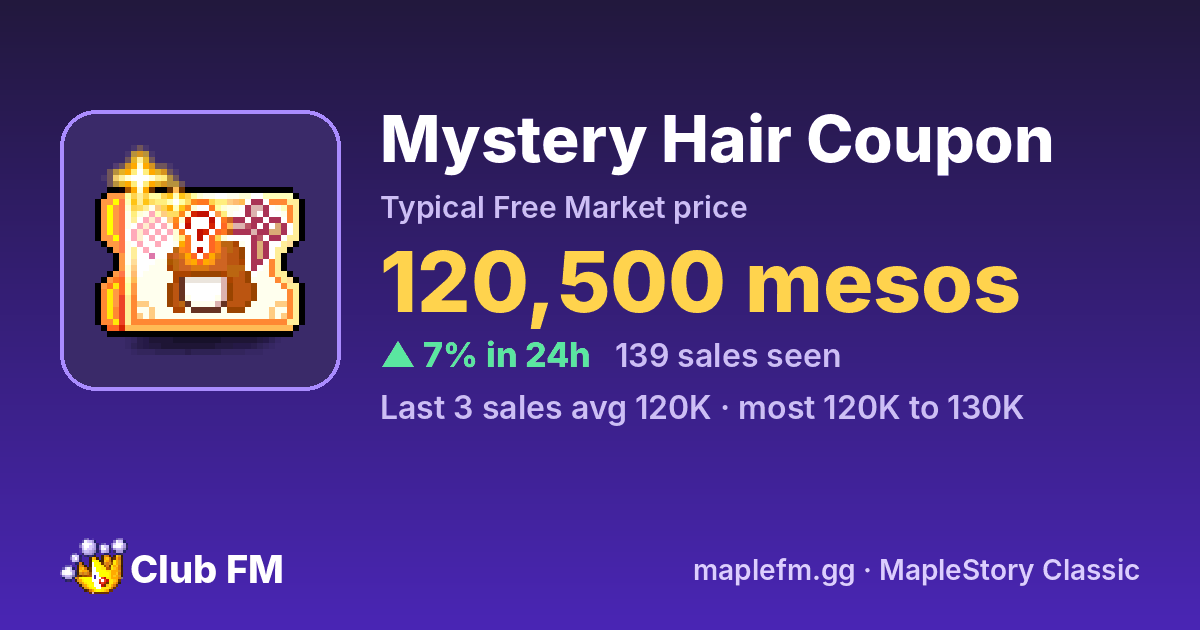 Mystery Hair Coupon
Typical Free Market price
120,500 mesos
▲ 7% in 24h 139 sales seen
Last 3 sales avg 120K · most 120K to 130K
?
Club FM
maplefm.gg · MapleStory Classic